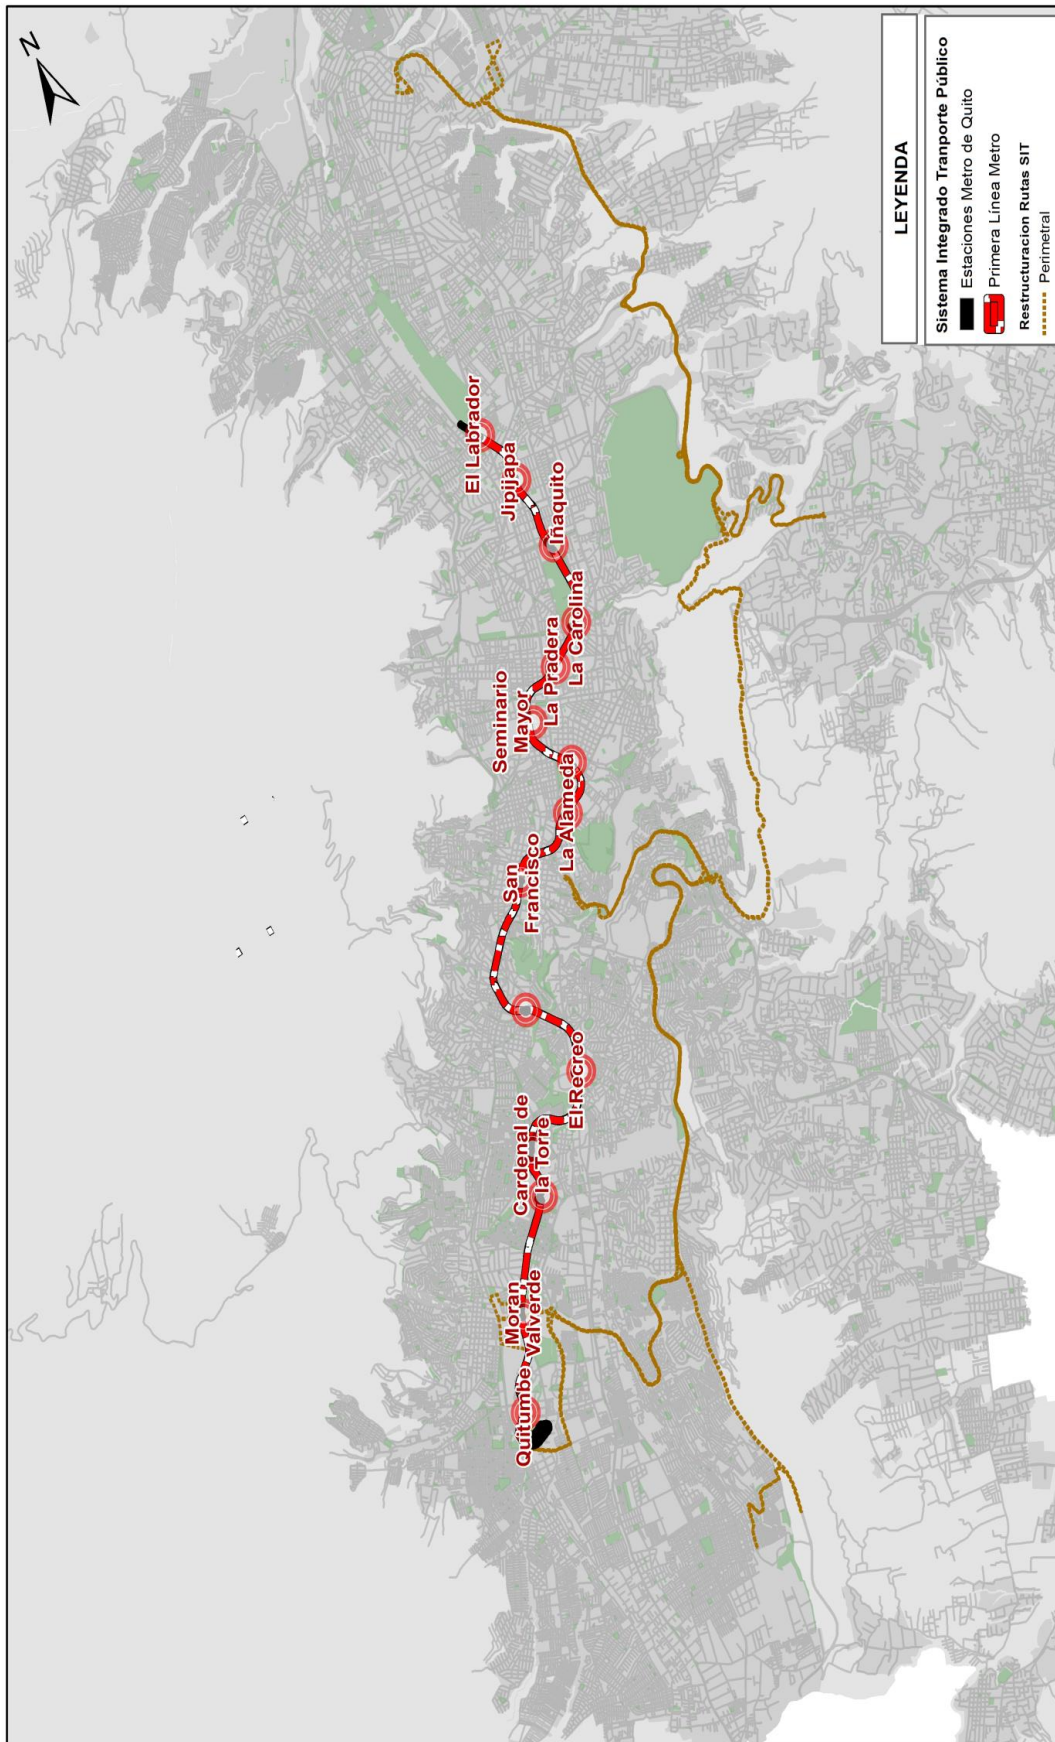 N
El Labrador
Jipijapa
Iñaquito
La Carolina
La Pradera
Seminario
Mayor
La Alameda
San
Francisco
El Recreo
Cardenal de
la Torre
Moran
Valverde
Quitumbe
LEYENDA
Sistema Integrado Tranporte Público
Estaciones Metro de Quito
Primera Línea Metro
Restructuracion Rutas SIT
Perimetral